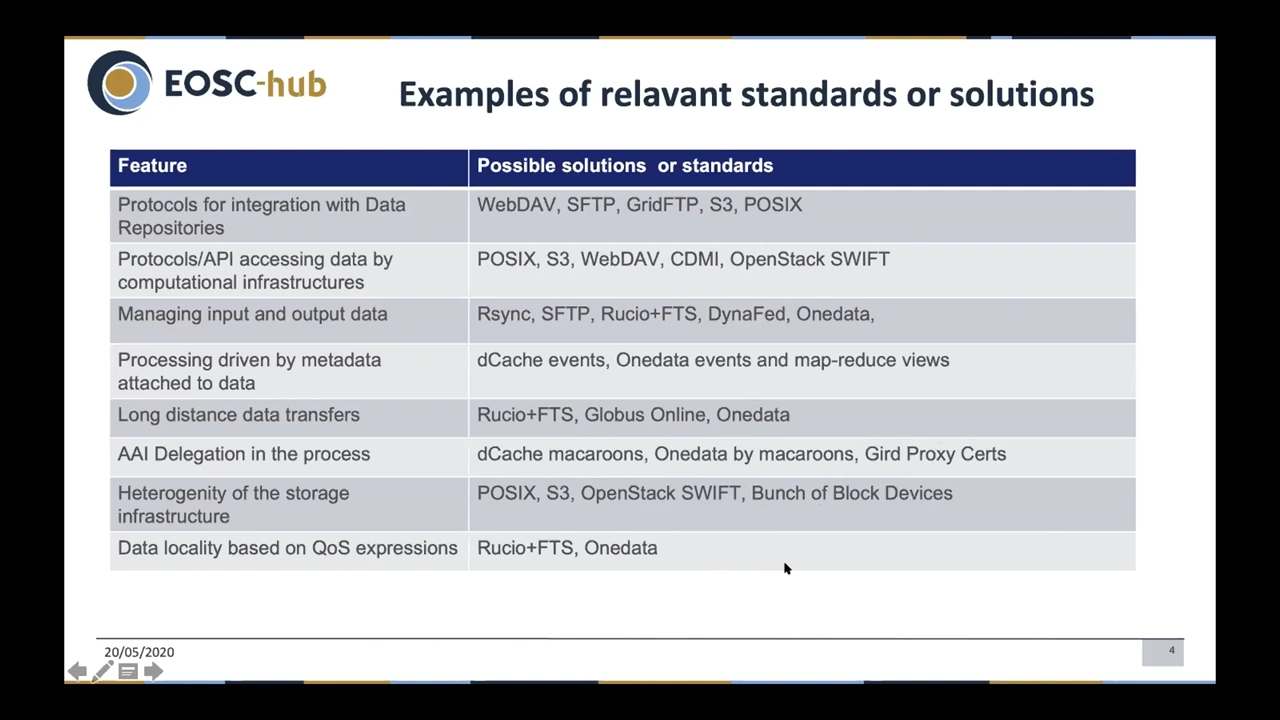 EOSC-hub
Examples of relavant standards or solutions
Feature
Possible solutions or standards
Protocols for integration with Data
Repositories
WebDAV, SFTP, GridFTP, S3, POSIX
Protocols/API accessing data by
computational infrastructures
POSIX, S3, WebDAV, CDMI, OpenStack SWIFT
Managing input and output data
Rsync, SFTP, Rucio+FTS, DynaFed, Onedata,
Processing driven by metadata
attached to data
dCache events, Onedata events and map-reduce views
Long distance data transfers
Rucio+FTS, Globus Online, Onedata
AAI Delegation in the process
dCache macaroons, Onedata by macaroons, Gird Proxy Certs
Heterogenity of the storage
infrastructure
POSIX, S3, OpenStack SWIFT, Bunch of Block Devices
Data locality based on QoS expressions
Rucio+FTS, Onedata
20/05/2020
4